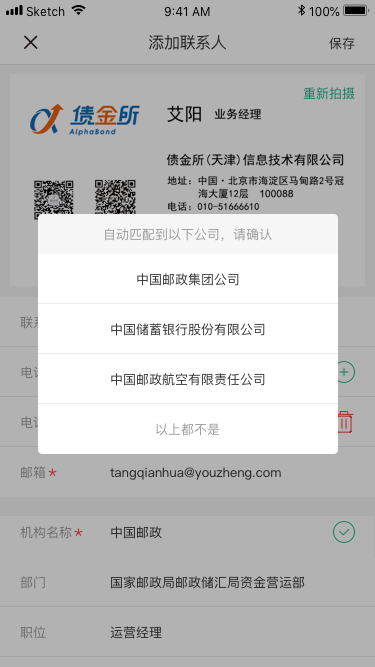 Sketch 9:41 AM 100%
添加联系人 保存
重新拍摄
债金所
AlphaBond
艾阳 业务经理
债金所(天津)信息技术有限公司
地址：中国·北京市海淀区马甸路2号冠
海大厦12层 100088
电话：010-51666610
自动匹配到以下公司，请确认
中国邮政集团公司
联系
中国储蓄银行股份有限公司
电话
中国邮政航空有限责任公司
电话
以上都不是
邮箱* tangqianhua@youzheng.com
机构名称* 中国邮政
部门 国家邮政局邮政储汇局资金营运部
职位 运营经理